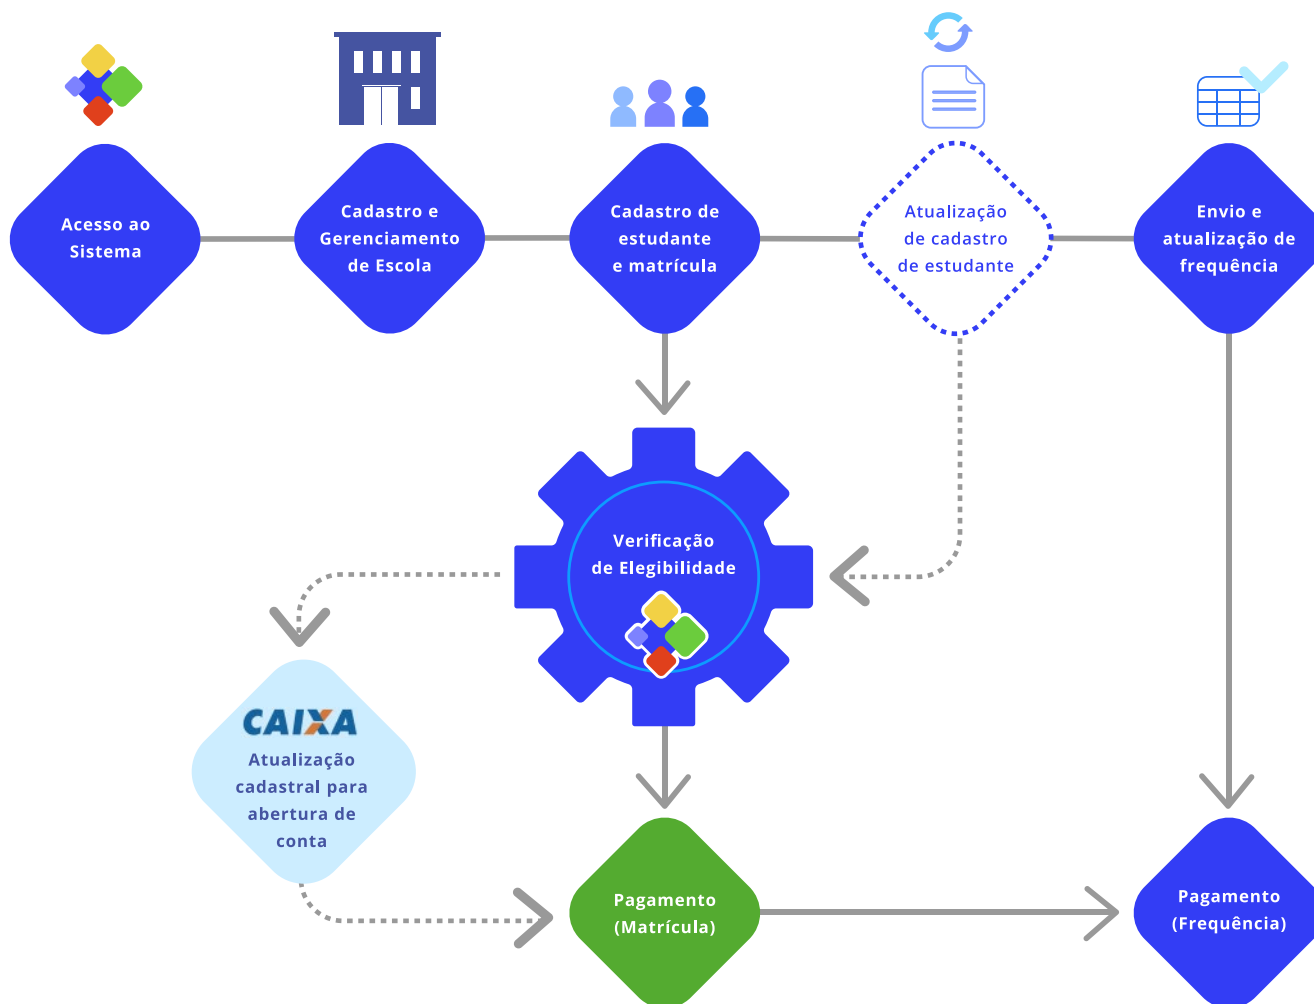 Acesso ao
Sistema
Cadastro e
Gerenciamento
de Escola
Cadastro de
estudante
e matrícula
Atualização
de cadastro
de estudante
Envio e
atualização de
frequência
Verificação
de Elegibilidade
CAIXA
Atualização
cadastral para
abertura de
conta
Pagamento
(Matrícula)
Pagamento
(Frequência)